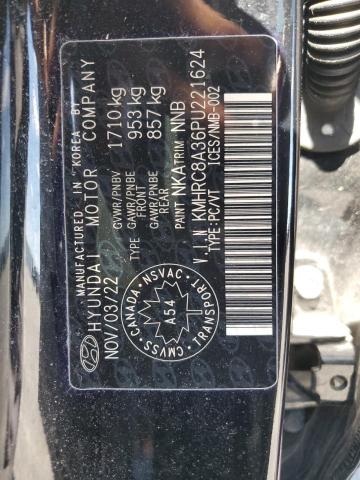 MANUFACTURED IN KOREA BY
HYUNDAI MOTOR COMPANY
NOV/03/22
GVWR/PNBV 1710 kg
GAWR/PNBE FRONT 953 kg
GAWR/PNBE REAR 857 kg
TYPE
PAINT NKA TRIM NNB
V.I.N KMHRC8A36PU221624
TYPE:PC/VT ICES/NMB-002
CANADA NSVAC
A54
CMVSS TRANSPORT